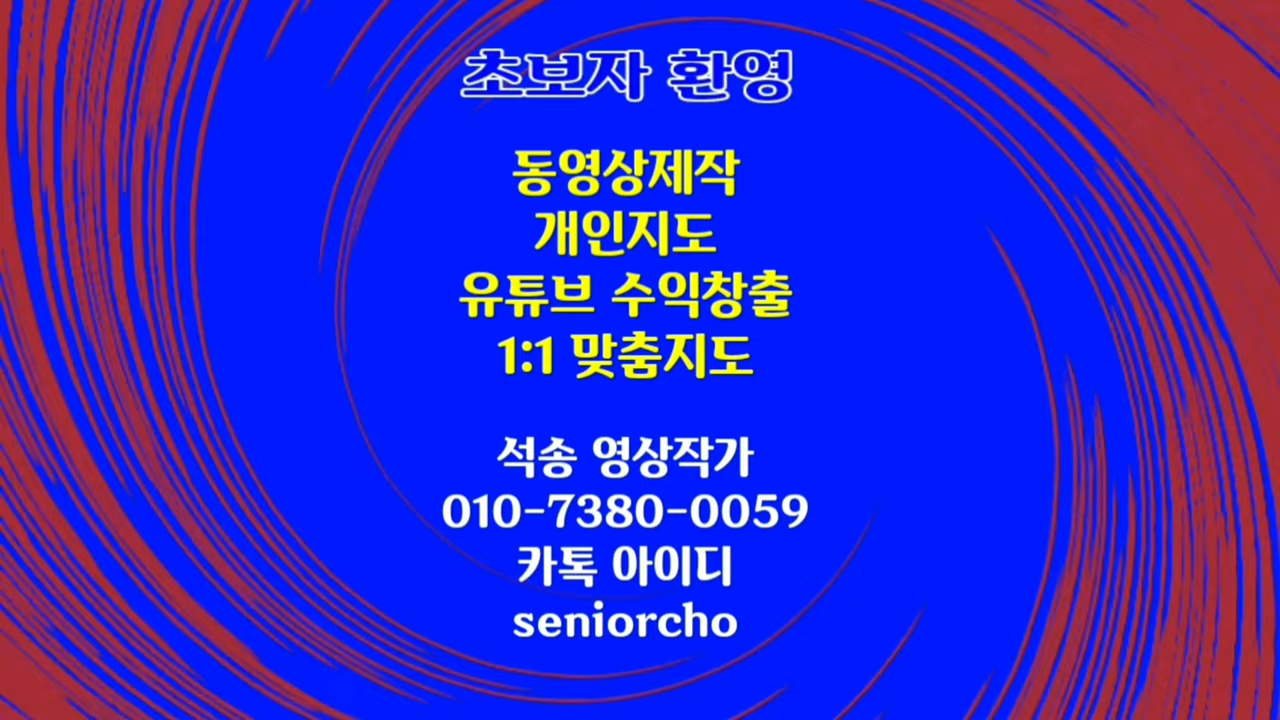 초보자 환영
동영상제작
개인지도
유튜브 수익창출
1:1 맞춤지도
석송 영상작가
010-7380-0059
카톡 아이디
seniorcho